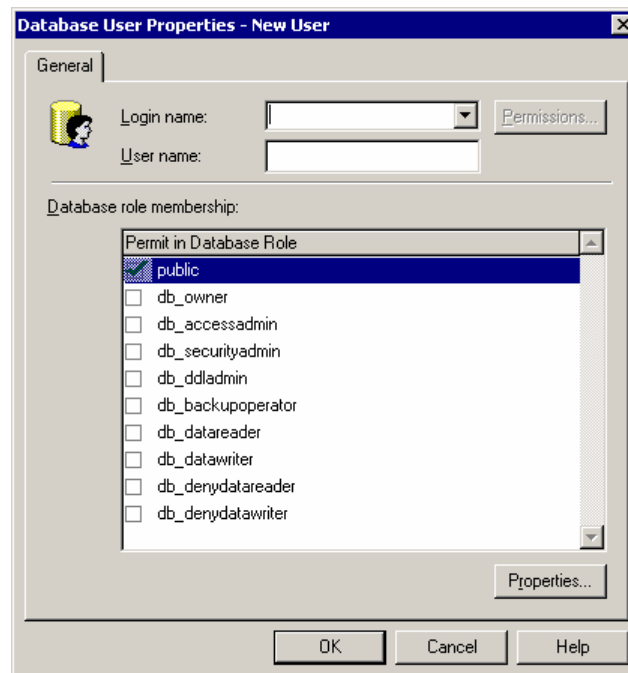 Database User Properties - New User
General
Login name:
Permissions...
User name:
Database role membership:
Permit in Database Role
public
db_owner
db_accessadmin
db_securityadmin
db_ddladmin
db_backupoperator
db_datareader
db_datawriter
db_denydatareader
db_denydatawriter
Properties...
OK Cancel Help